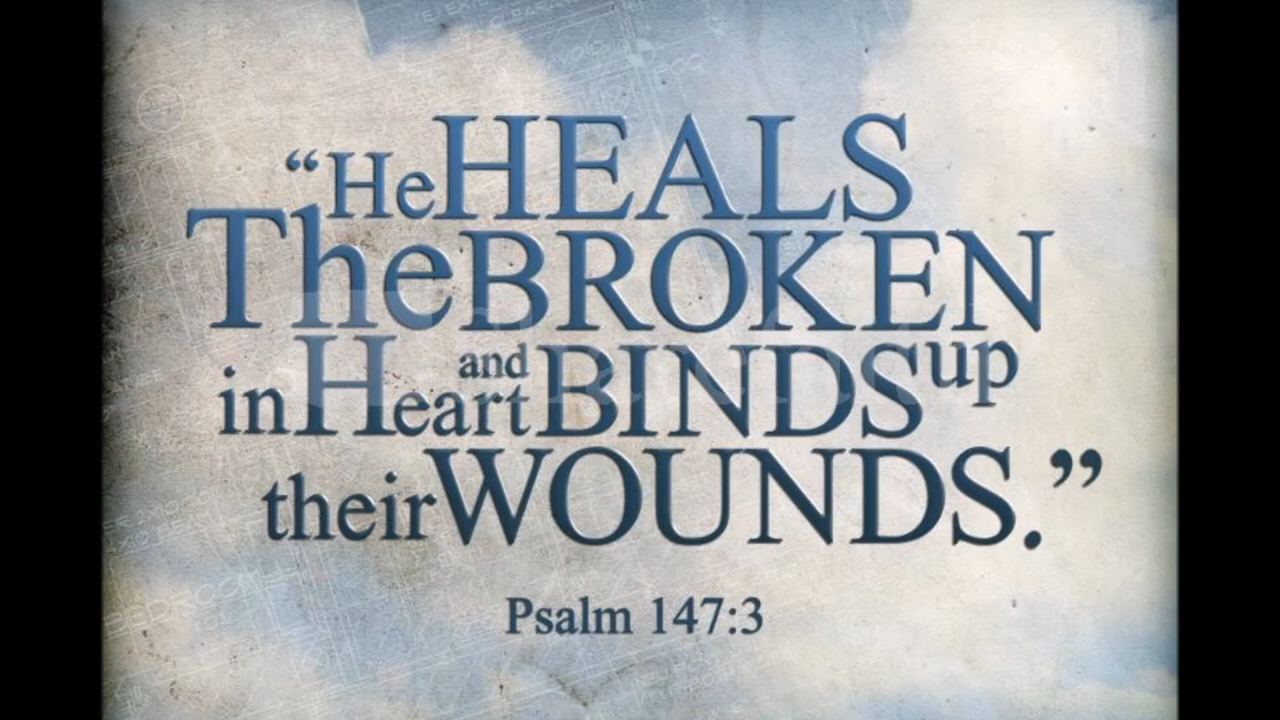 “He HEALS
The BROKEN
in Heart and BINDS up
their WOUNDS.”
Psalm 147:3